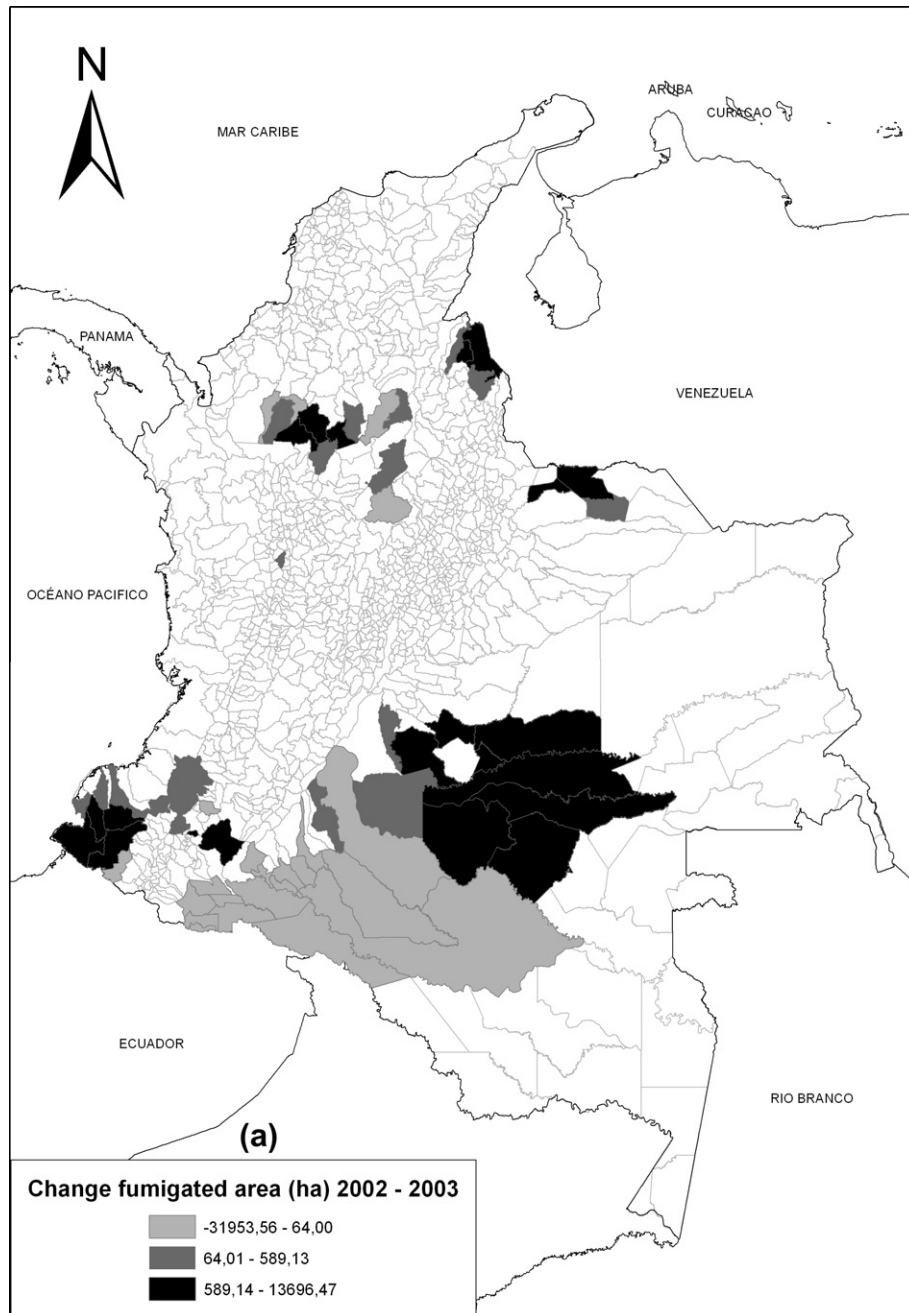 N
ARUBA
CURAÇAO
MAR CARIBE
PANAMA
VENEZUELA
OCÉANO PACIFICO
ECUADOR
RIO BRANCO
(a)
Change fumigated area (ha) 2002 - 2003
-31953,56 - 64,00
64,01 - 589,13
589,14 - 13696,47